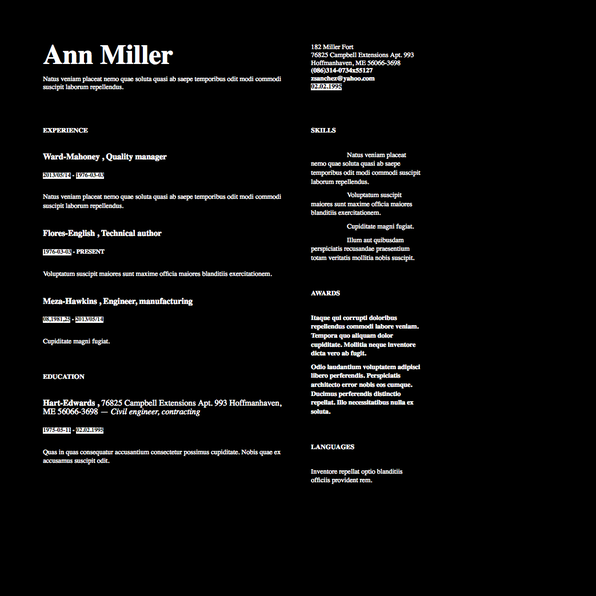 Ann Miller
Natus veniam placeat nemo quae soluta quasi ab saepe temporibus odit modi commodi
suscipit laborum repellendus.
182 Miller Fort
76825 Campbell Extensions Apt. 993
Hoffmanhaven, ME 56066-3698
(086)314-0734x55127
zsanchez@yahoo.com
02.02.1992
EXPERIENCE
Ward-Mahoney , Quality manager
2013/05/14 - 1976-03-03
Natus veniam placeat nemo quae soluta quasi ab saepe temporibus odit modi commodi
suscipit laborum repellendus.
Flores-English , Technical author
1976-03-03 - PRESENT
Voluptatum suscipit maiores sunt maxime officia maiores blanditiis exercitationem.
Meza-Hawkins , Engineer, manufacturing
08.1981.25 - 2013/05/14
Cupiditate magni fugiat.
EDUCATION
Hart-Edwards , 76825 Campbell Extensions Apt. 993 Hoffmanhaven,
ME 56066-3698 — Civil engineer, contracting
1975-05-11 - 02.02.1992
Quas in quas consequatur accusantium consectetur possimus cupiditate. Nobis quae ex
accusamus suscipit odit.
SKILLS
Natus veniam placeat
nemo quae soluta quasi ab saepe
temporibus odit modi commodi suscipit
laborum repellendus.
Voluptatum suscipit
maiores sunt maxime officia maiores
blanditiis exercitationem.
Cupiditate magni fugiat.
Illum aut quibusdam
perspiciatis recusandae praesentium
totam veritatis mollitia nobis suscipit.
AWARDS
Itaque qui corrupti doloribus
repellendus commodi labore veniam.
Tempora quo aliquam dolor
cupiditate. Mollitia neque inventore
dicta vero ab fugit.
Odio laudantium voluptatem adipisci
libero perferendis. Perspiciatis
architecto error nobis eos cumque.
Ducimus perferendis distinctio
repellat. Illo necessitatibus nulla ex
soluta.
LANGUAGES
Inventore repellat optio blanditiis
officiis provident rem.